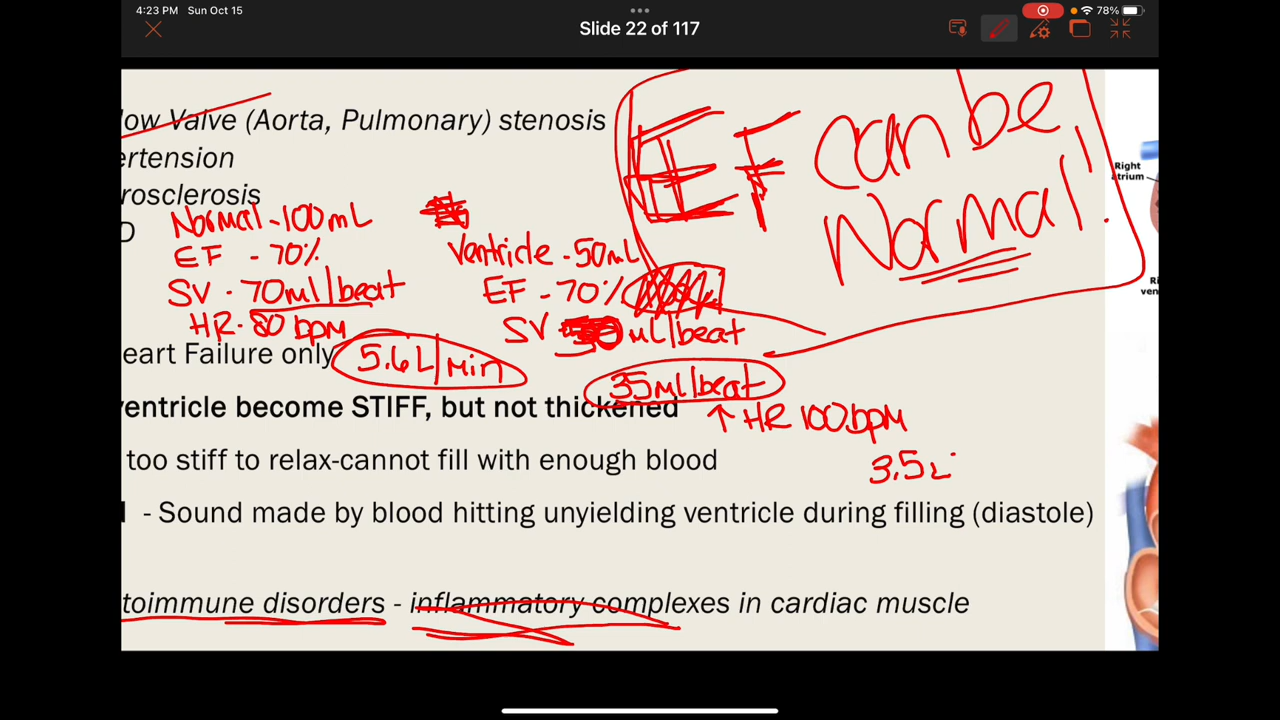 4:23 PM Sun Oct 15
78%
Slide 22 of 117
low Valve (Aorta, Pulmonary) stenosis
ertension
rosclerosis
D
EF can be
Normal!
Right
atrium
Ri
ven
Normal - 100mL
EF - 70%
SV - 70ml/beat
HR - 80 bpm
5.6L/min
Ventricle - 50mL
EF - 70%
SV ml/beat
35ml/beat
↑ HR 100bpm
3.5L
eart Failure only
ventricle become STIFF, but not thickened
too stiff to relax-cannot fill with enough blood
- Sound made by blood hitting unyielding ventricle during filling (diastole)
toimmune disorders - inflammatory complexes in cardiac muscle